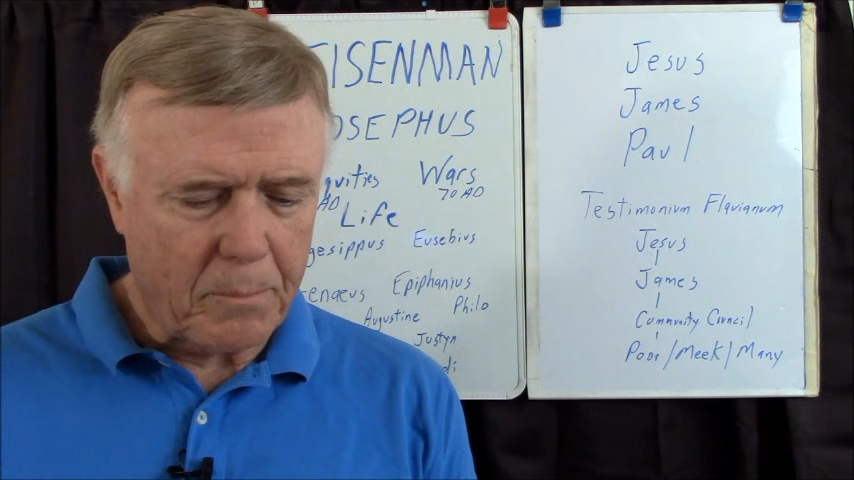 EISENMAN
OSEPHUS
quities Wars
AD 70 AD
Life
gesippus Eusebius
enaeus Epiphanius
Augustine Philo
Justyn
di
Jesus
James
Paul
Testimonium Flavianum
Jesus
James
Community Council
Poor/Meek/Many